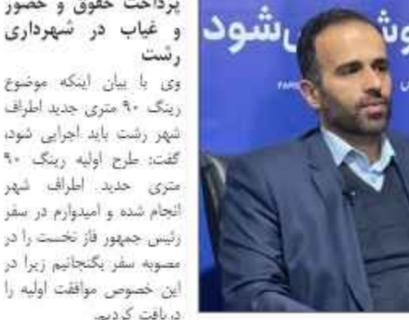 پرداخت حقوق و حضور
و غیاب در شهرداری
رشت
وی با بیان اینکه موضوع
رینگ ۹۰ متری جدید اطراف
شهر رشت باید اجرایی شود،
گفت: طرح اولیه رینگ ۹۰
متری جدید اطراف شهر
انجام شده و امیدوارم در سفر
رئیس جمهور فاز نخست را در
مصوبه سفر بگنجانیم زیرا در
این خصوص موافقت اولیه را
دریافت کردیم.
شود